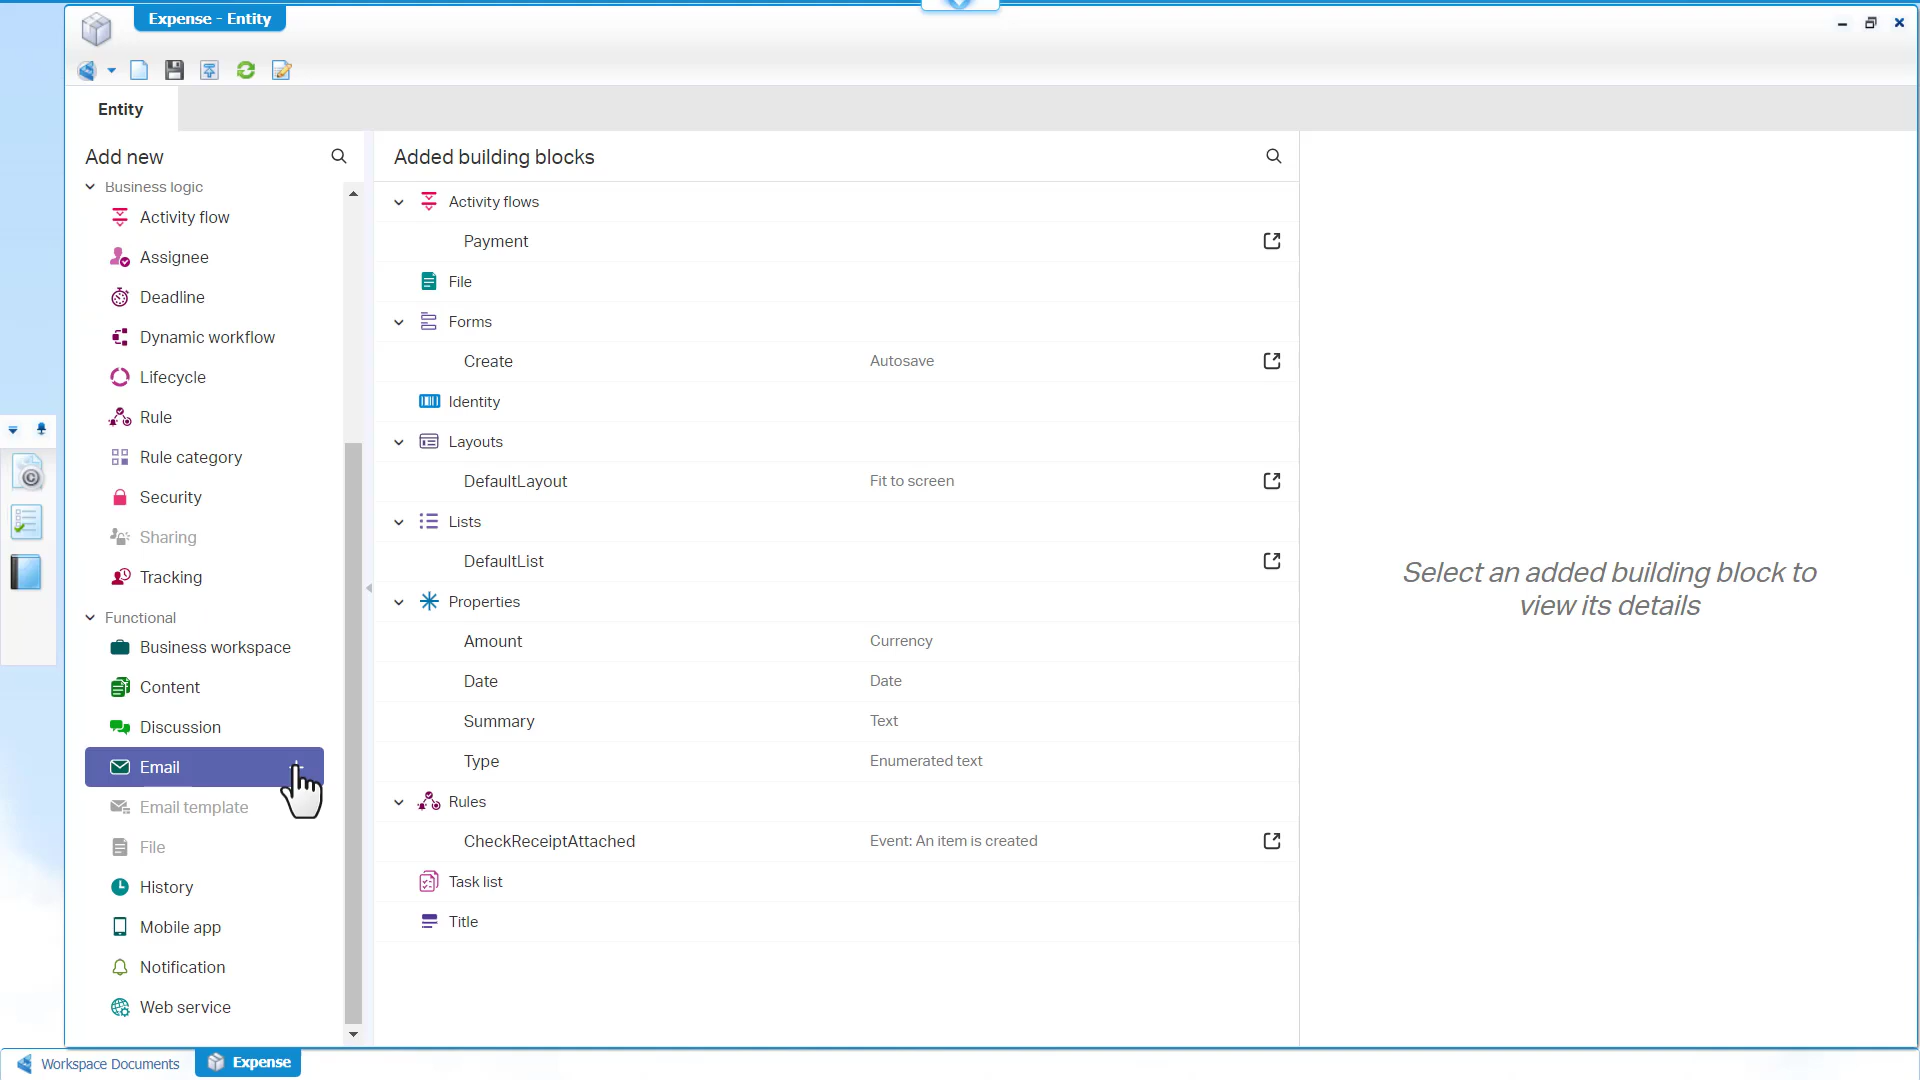 Expense - Entity
Entity
Add new
Business logic
Activity flow
Assignee
Deadline
Dynamic workflow
Lifecycle
Rule
Rule category
Security
Sharing
Tracking
Functional
Business workspace
Content
Discussion
Email
Email template
File
History
Mobile app
Notification
Web service
Added building blocks
Activity flows
Payment
File
Forms
Create Autosave
Identity
Layouts
DefaultLayout Fit to screen
Lists
DefaultList
Properties
Amount Currency
Date Date
Summary Text
Type Enumerated text
Rules
CheckReceiptAttached Event: An item is created
Task list
Title
Select an added building block to
view its details
Workspace Documents
Expense